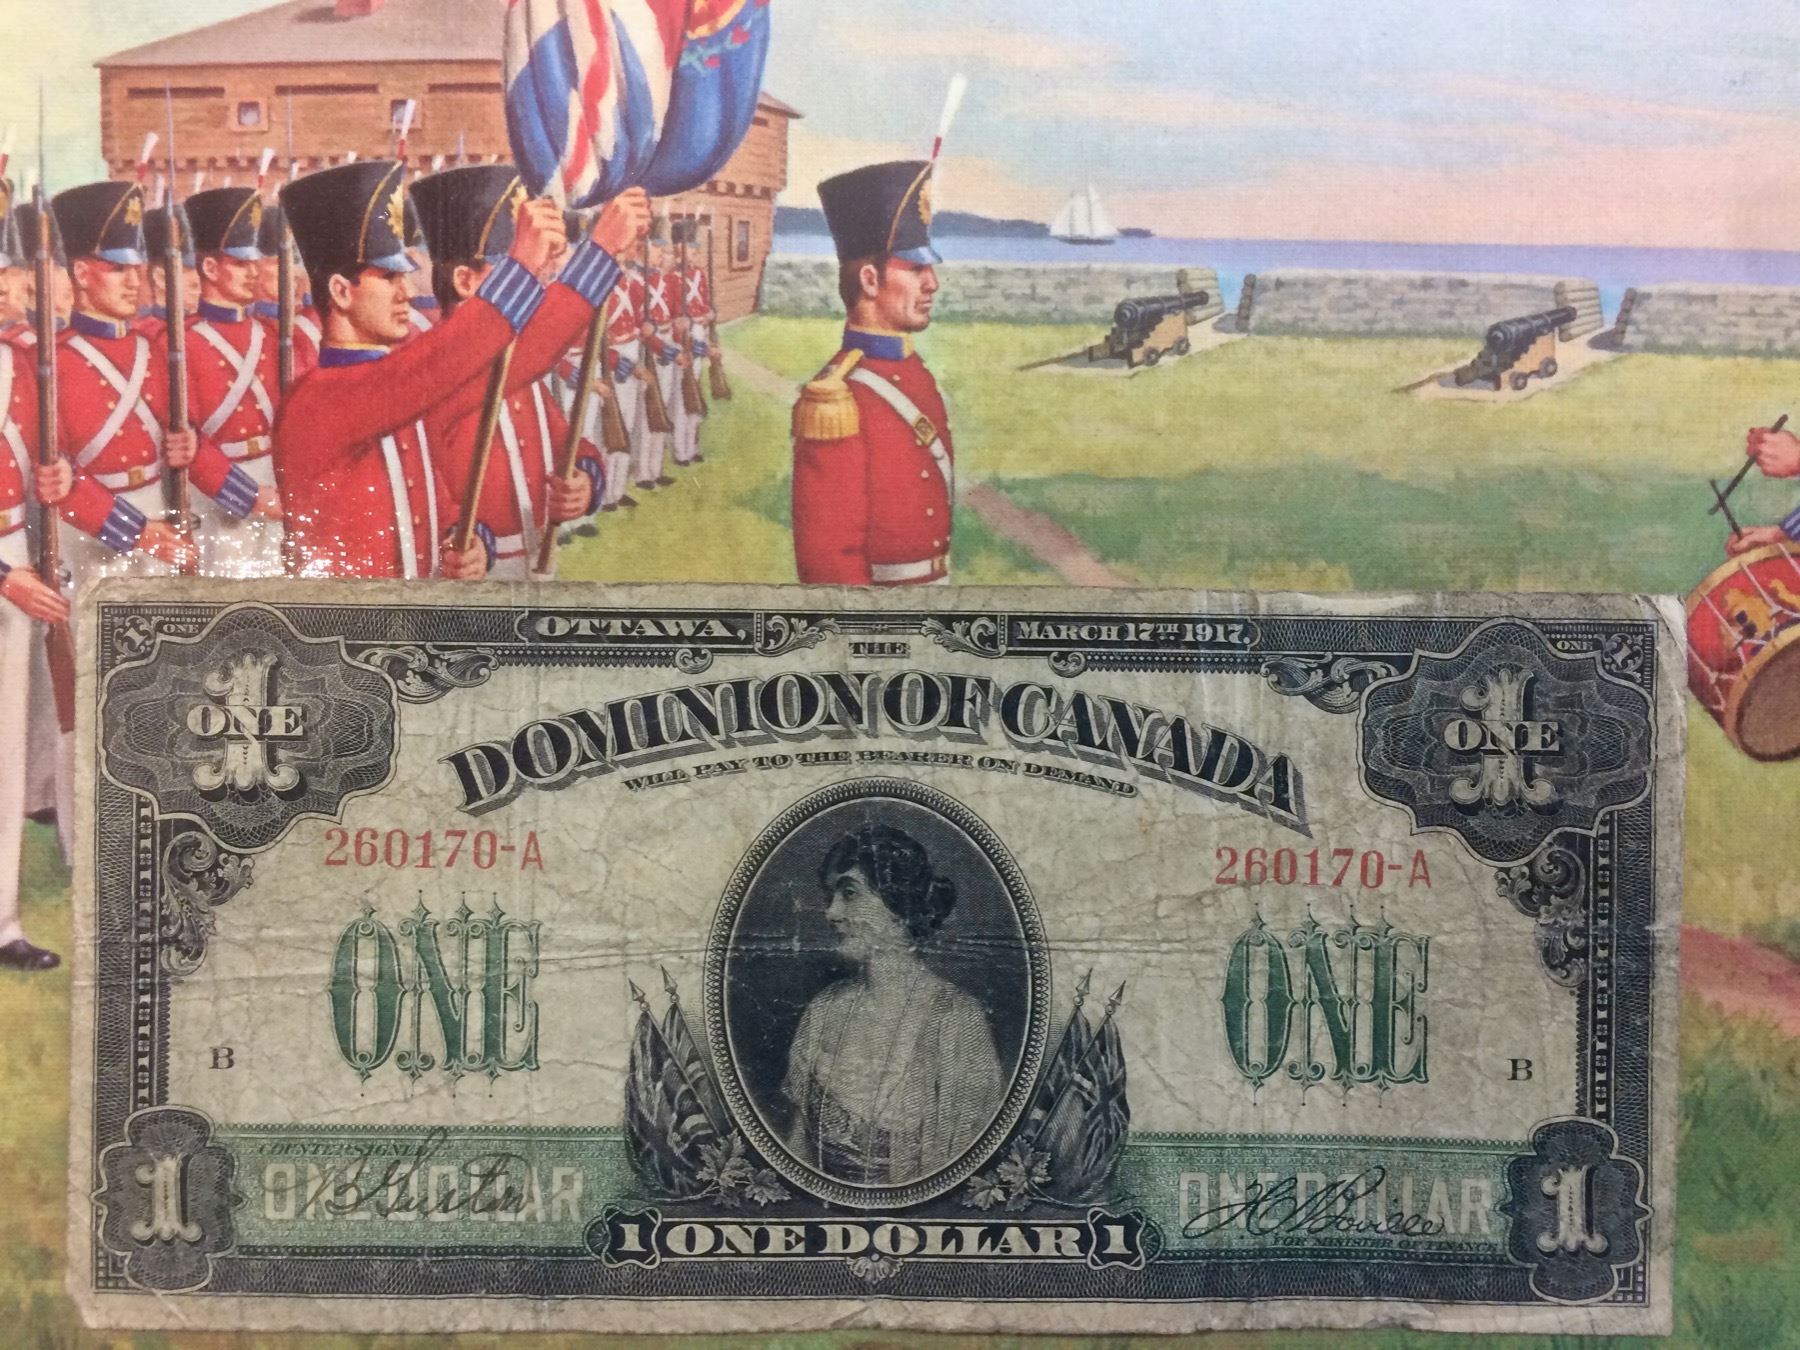 OTTAWA, MARCH 17TH 1917.
1 ONE
ONE 1
THE
DOMINION OF CANADA
WILL PAY TO THE BEARER ON DEMAND
1 ONE
1 ONE
260170-A
260170-A
ONE
ONE
B
B
COUNTERSIGNED
ONE DOLLAR
ONE DOLLAR
FOR MINISTER OF FINANCE
1
1 ONE DOLLAR 1
1